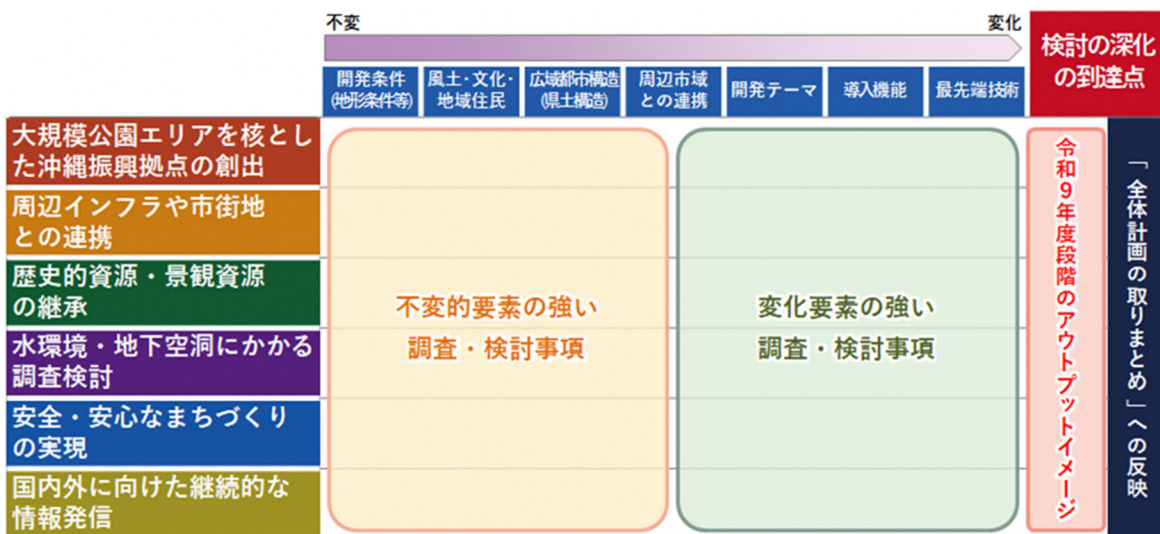 不変
変化
開発条件
(地形条件等)
風土・文化・
地域住民
広域都市構造
(県土構造)
周辺市域
との連携
開発テーマ
導入機能
最先端技術
検討の深化
の到達点
大規模公園エリアを核とし
た沖縄振興拠点の創出
周辺インフラや市街地
との連携
歴史的資源・景観資源
の継承
水環境・地下空洞にかかる
調査検討
安全・安心なまちづくり
の実現
国内外に向けた継続的な
情報発信
不変的要素の強い
調査・検討事項
変化要素の強い
調査・検討事項
令和9年度段階のアウトプットイメージ
「全体計画の取りまとめ」への反映